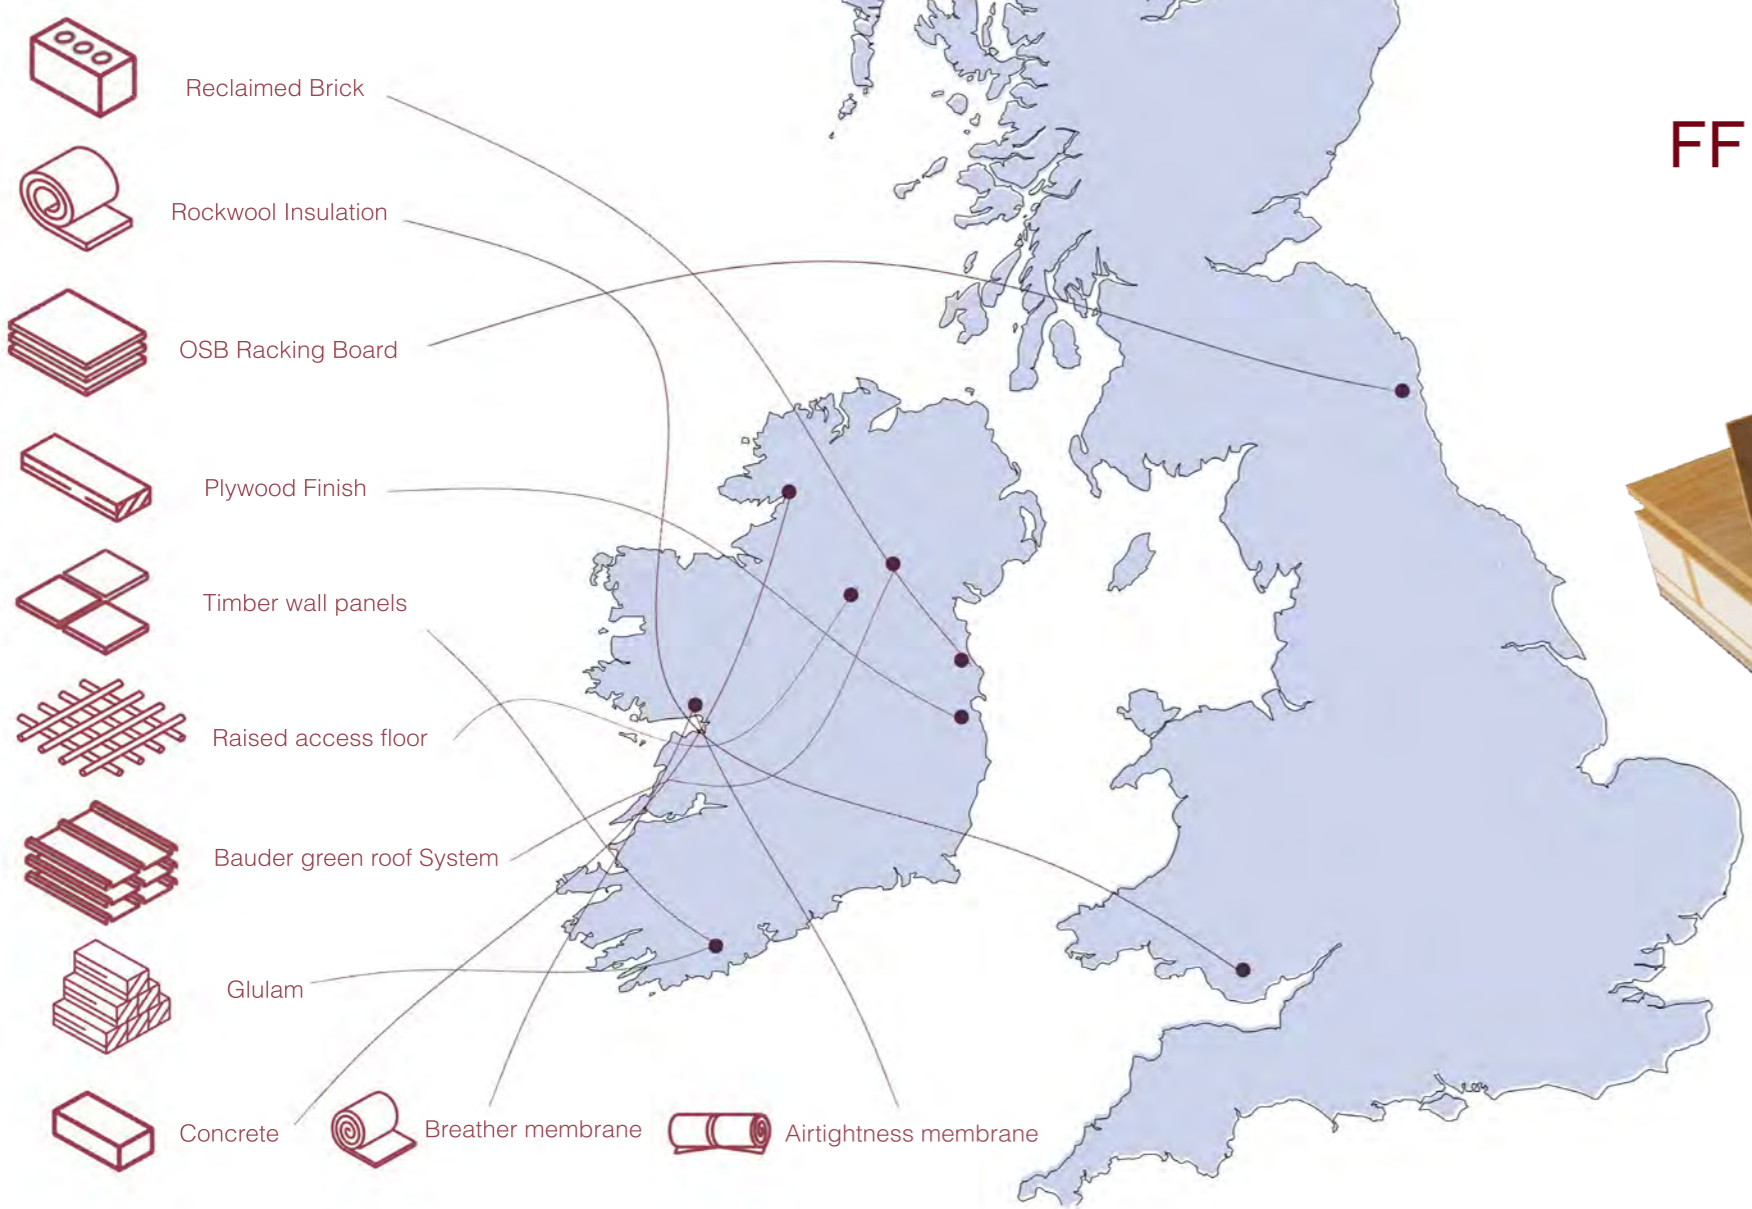 Reclaimed Brick
FF
Rockwool Insulation
OSB Racking Board
Plywood Finish
Timber wall panels
Raised access floor
Bauder green roof System
Glulam
Concrete
Breather membrane
Airtightness membrane